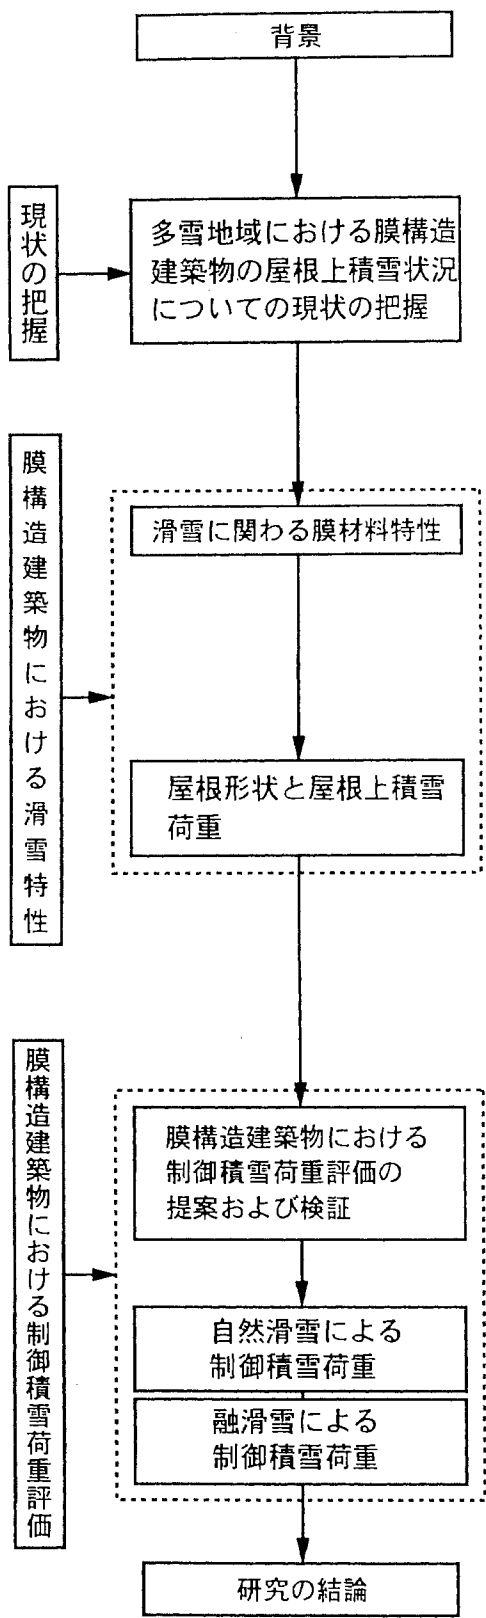 背景
現状の把握
多雪地域における膜構造
建築物の屋根上積雪状況
についての現状の把握
膜構造建築物における滑雪特性
滑雪に関わる膜材料特性
屋根形状と屋根上積雪
荷重
膜構造建築物における制御積雪荷重評価
膜構造建築物における
制御積雪荷重評価の
提案および検証
自然滑雪による
制御積雪荷重
融滑雪による
制御積雪荷重
研究の結論